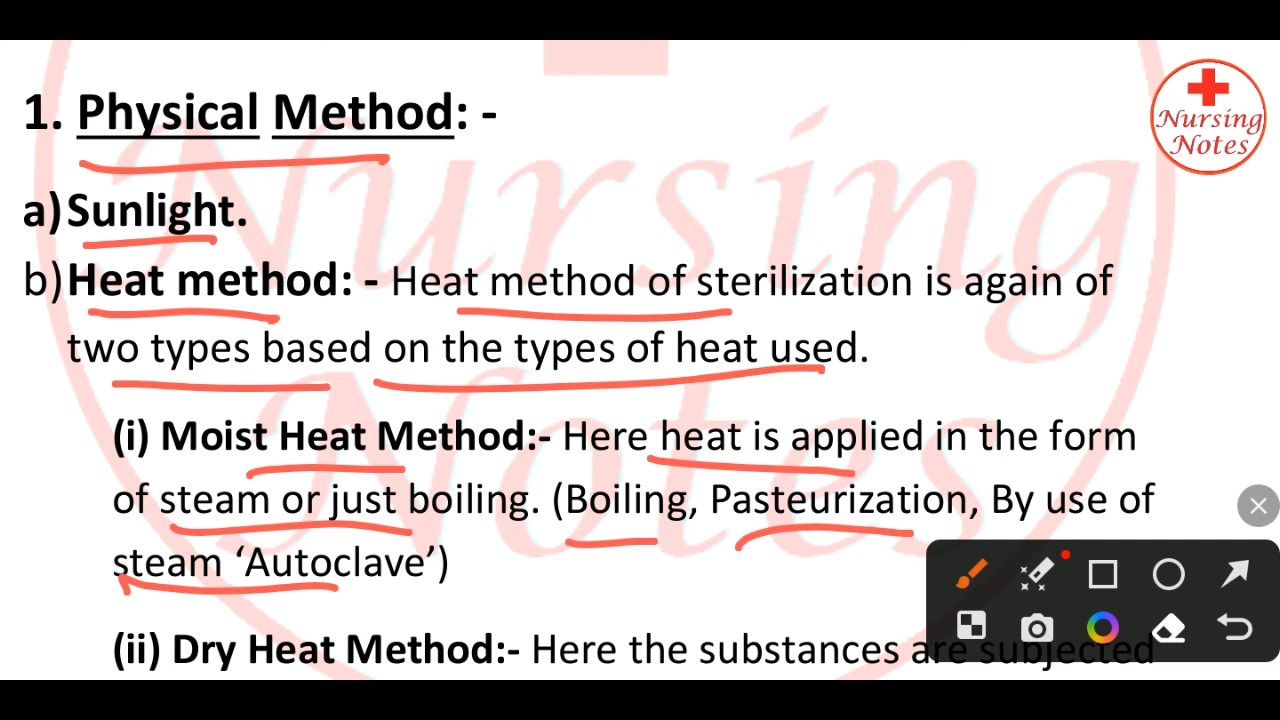 1. Physical Method: -
Nursing
Notes
a) Sunlight.
b) Heat method: - Heat method of sterilization is again of
two types based on the types of heat used.
(i) Moist Heat Method:- Here heat is applied in the form
of steam or just boiling. (Boiling, Pasteurization, By use of
steam ‘Autoclave’)
(ii) Dry Heat Method:- Here the substances are subjected
Nursing
Notes